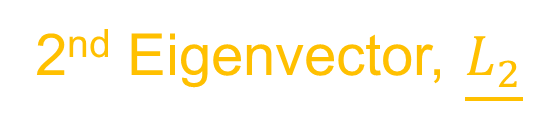 2nd Eigenvector, L2